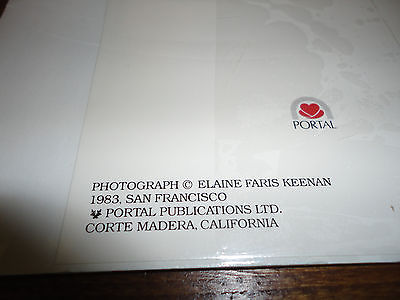 PORTAL
PHOTOGRAPH © ELAINE FARIS KEENAN
1983, SAN FRANCISCO
PORTAL PUBLICATIONS LTD.
CORTE MADERA, CALIFORNIA